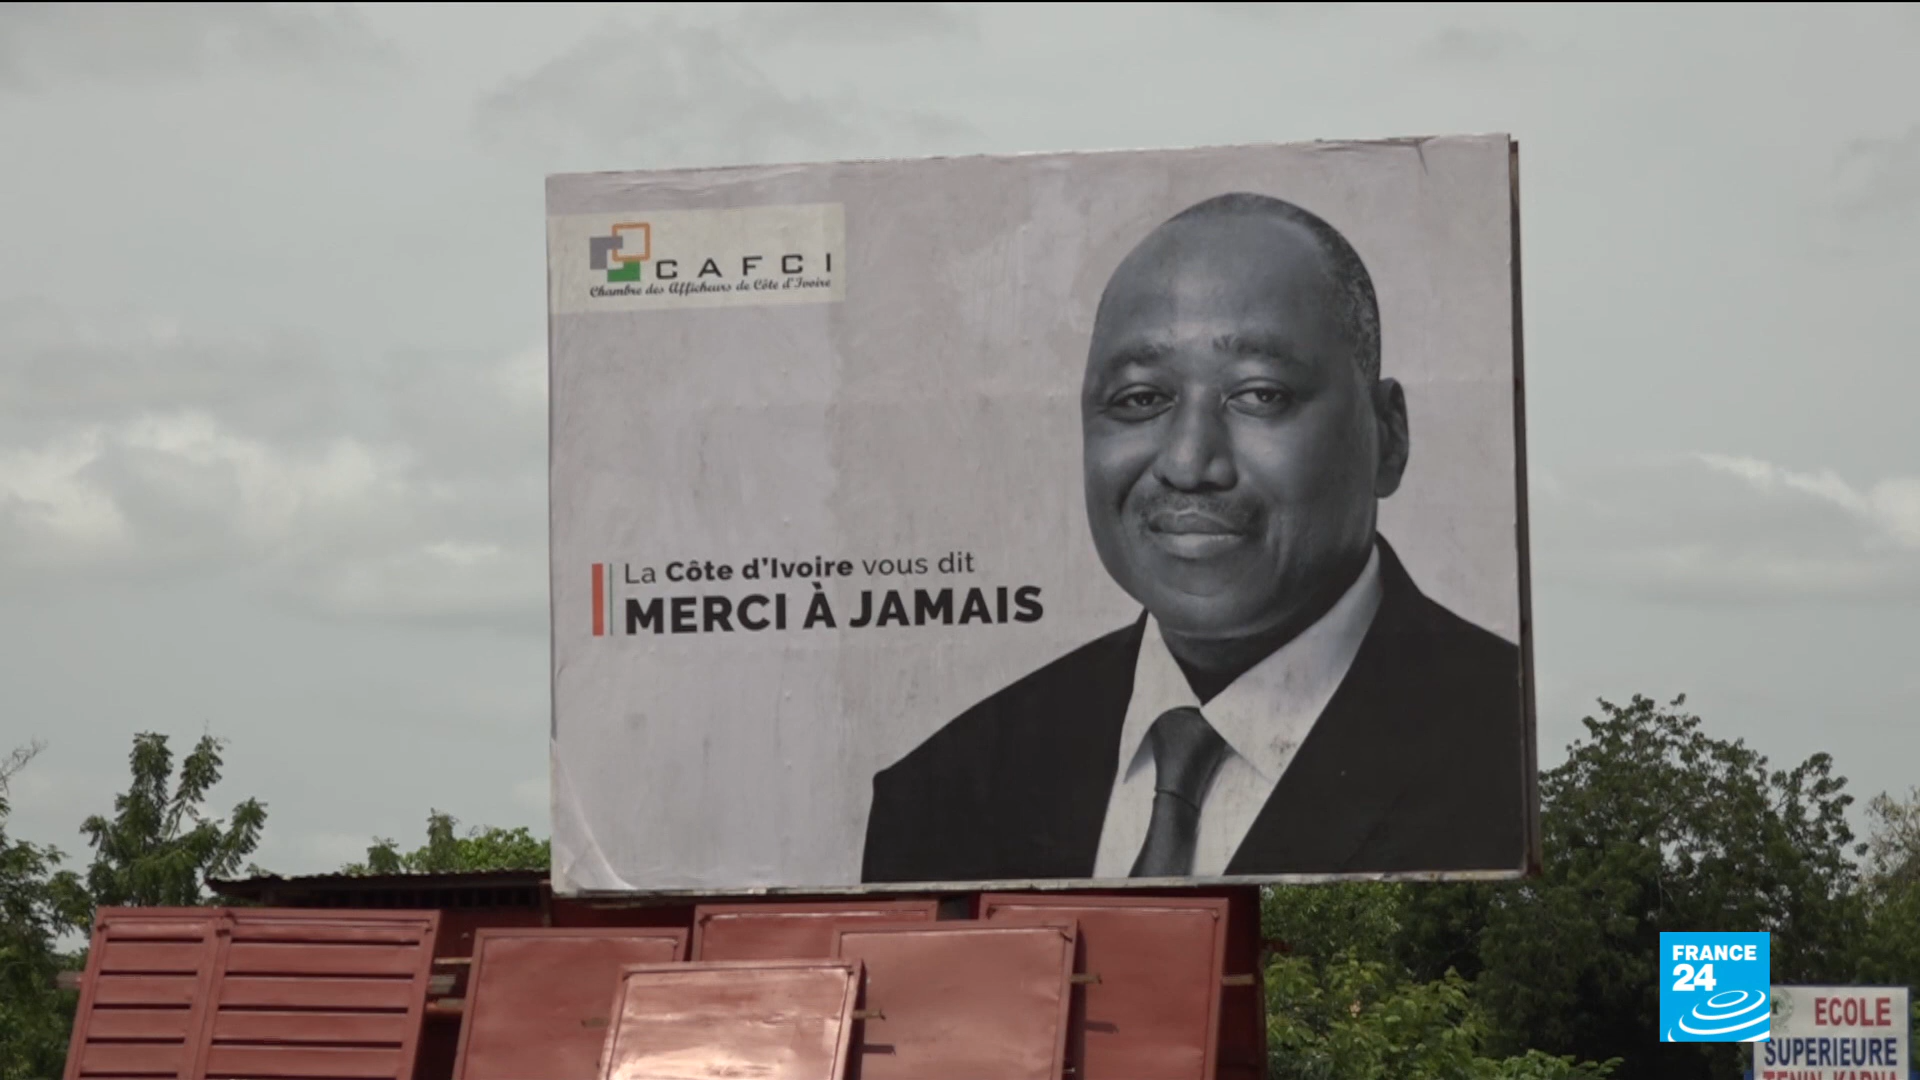 CAFCI
Chambre des Afficheurs de Côte d'Ivoire
La Côte d'Ivoire vous dit
MERCI À JAMAIS
FRANCE
24
ECOLE
SUPERIEURE